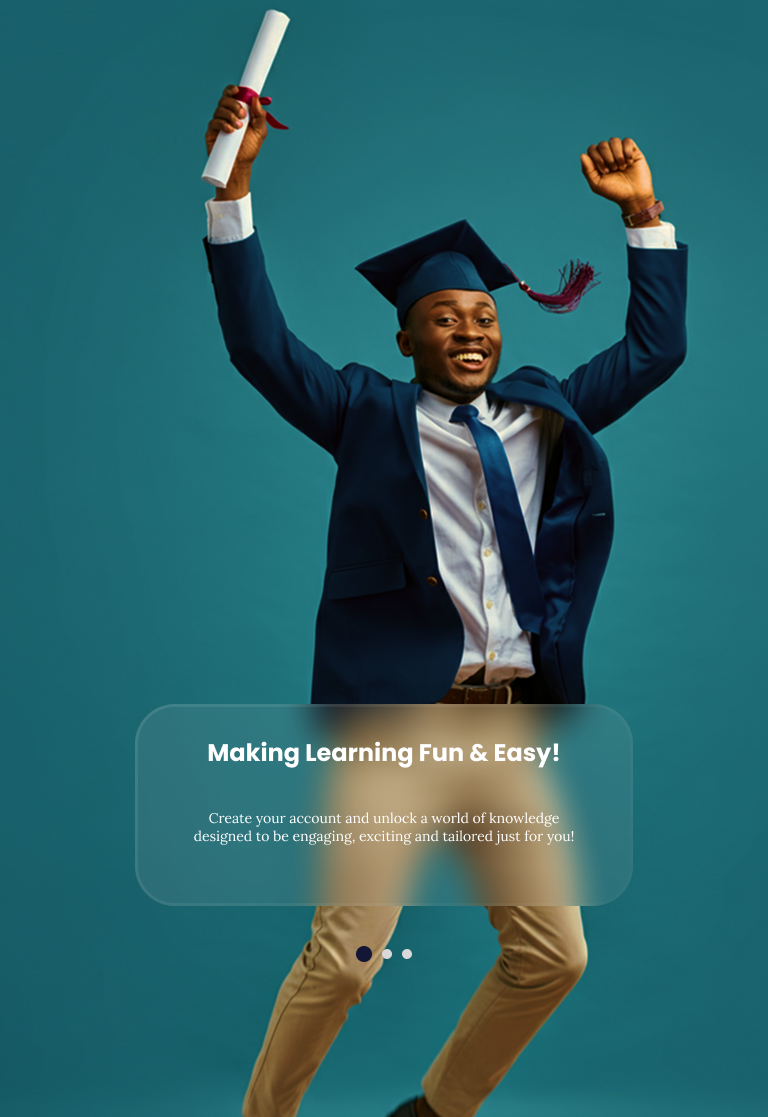 Making Learning Fun & Easy!
Create your account and unlock a world of knowledge
designed to be engaging, exciting and tailored just for you!